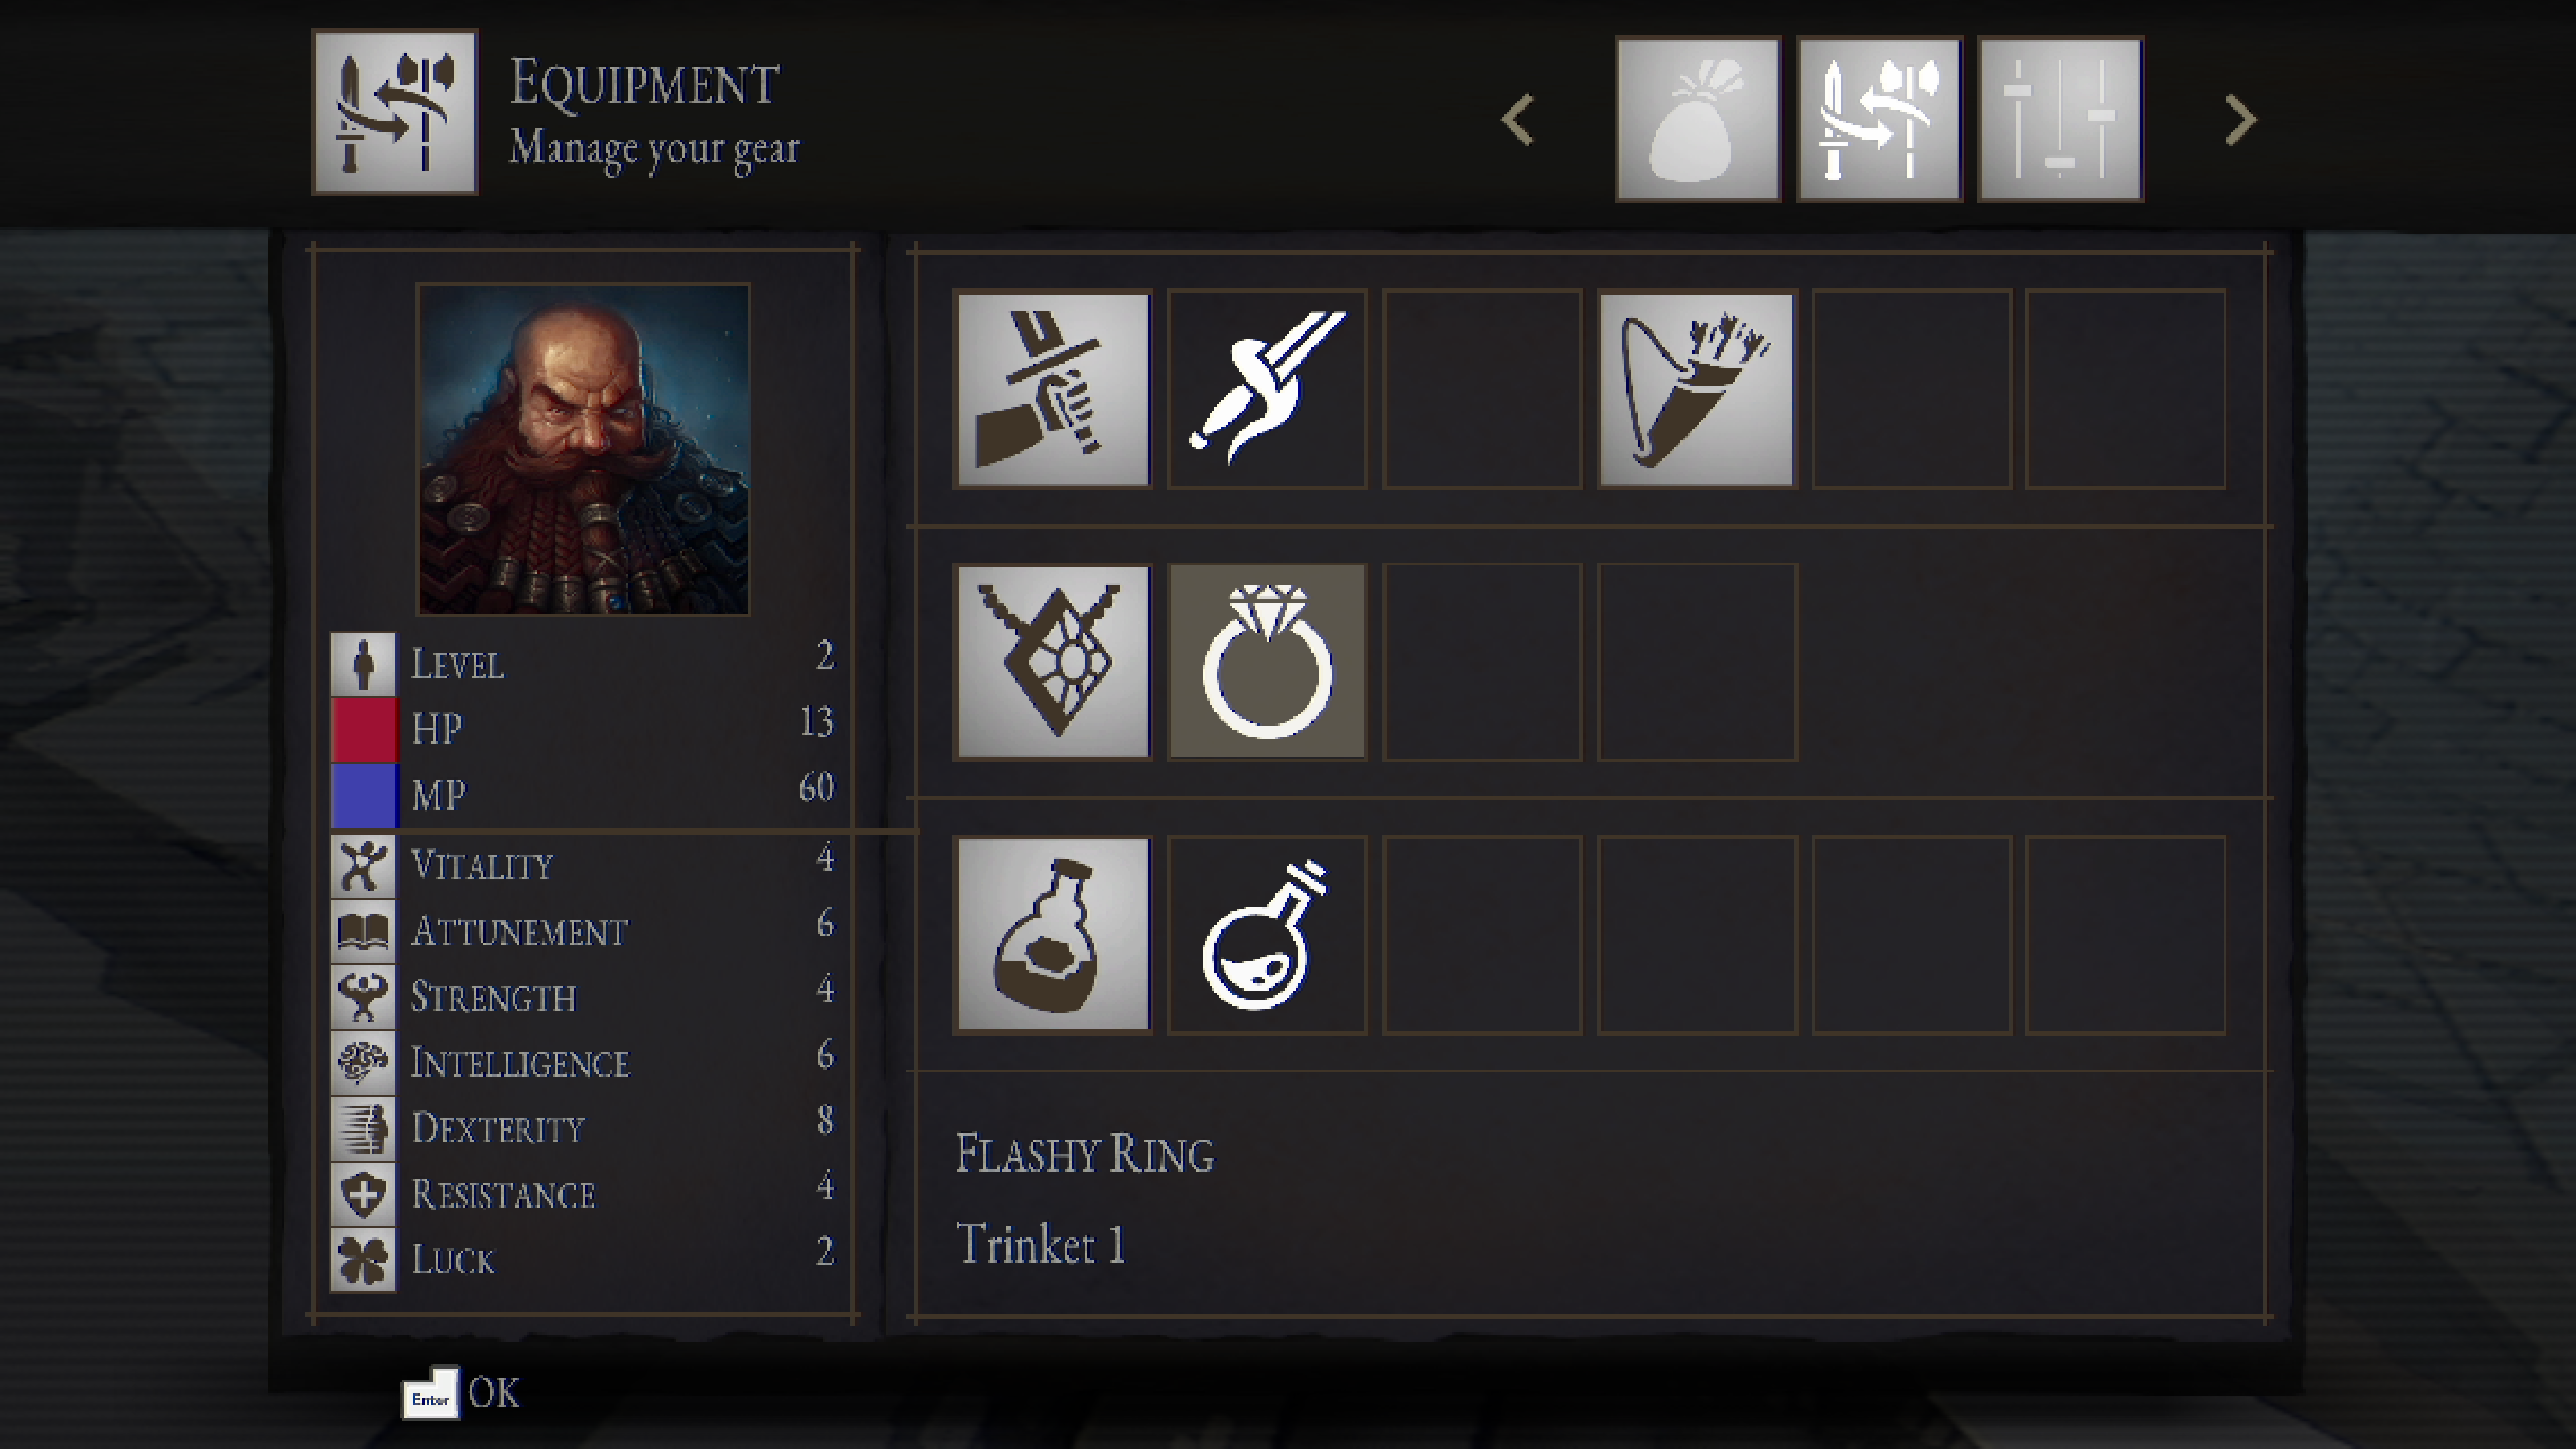 EQUIPMENT
Manage your gear
LEVEL 2
HP 13
MP 60
VITALITY 4
ATTUNEMENT 6
STRENGTH 4
INTELLIGENCE 6
DEXTERITY 8
RESISTANCE 4
LUCK 2
FLASHY RING
Trinket 1
Enter OK